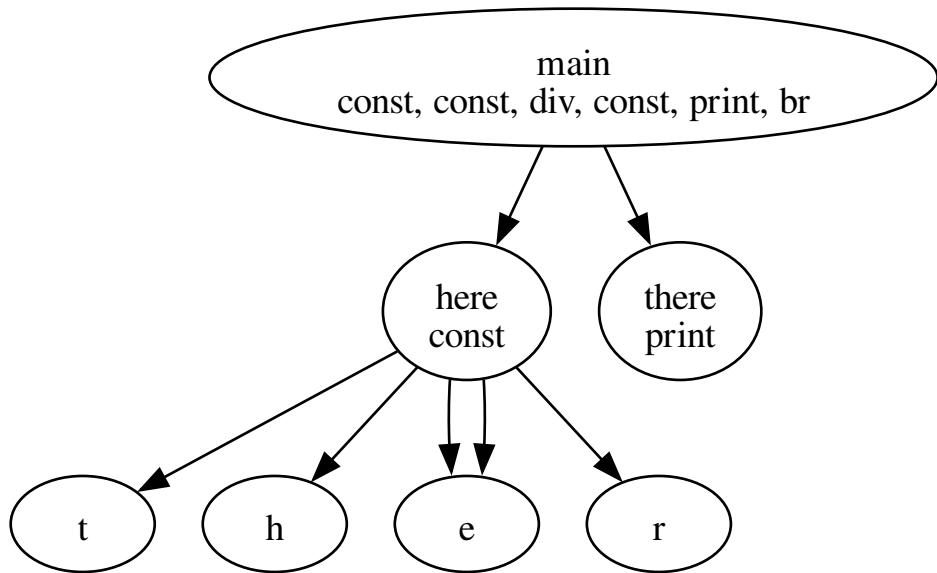 main
const, const, div, const, print, br
here
const
there
print
t
h
e
r